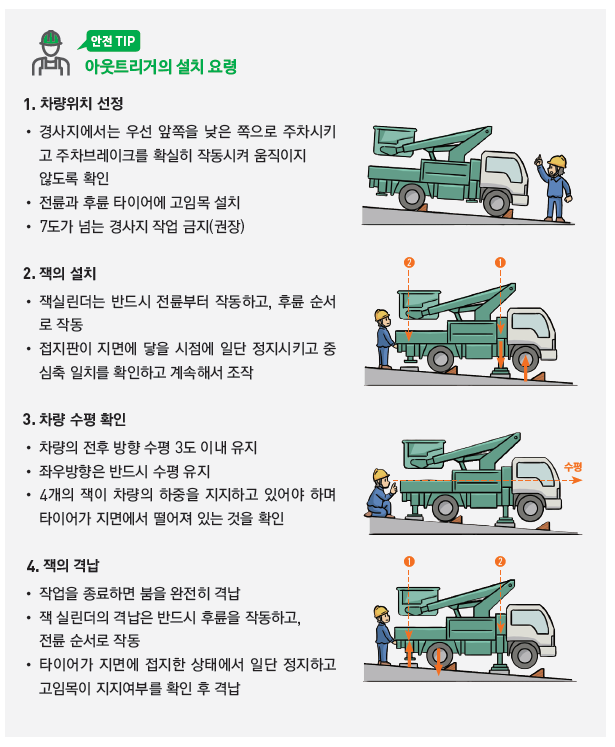 안전 TIP
아웃트리거의 설치 요령
1. 차량위치 선정
• 경사지에서는 우선 앞쪽을 낮은 쪽으로 주차시키
고 주차브레이크를 확실히 작동시켜 움직이지
않도록 확인
• 전륜과 후륜 타이어에 고임목 설치
• 7도가 넘는 경사지 작업 금지(권장)
2. 잭의 설치
• 잭실린더는 반드시 전륜부터 작동하고, 후륜 순서
로 작동
• 접지판이 지면에 닿을 시점에 일단 정지시키고 중
심축 일치를 확인하고 계속해서 조작
2
1
3. 차량 수평 확인
• 차량의 전후 방향 수평 3도 이내 유지
• 좌우방향은 반드시 수평 유지
• 4개의 잭이 차량의 하중을 지지하고 있어야 하며
타이어가 지면에서 떨어져 있는 것을 확인
수평
4. 잭의 격납
• 작업을 종료하면 붐을 완전히 격납
• 잭 실린더의 격납은 반드시 후륜을 작동하고,
전륜 순서로 작동
• 타이어가 지면에 접지한 상태에서 일단 정지하고
고임목이 지지여부를 확인 후 격납
1
2